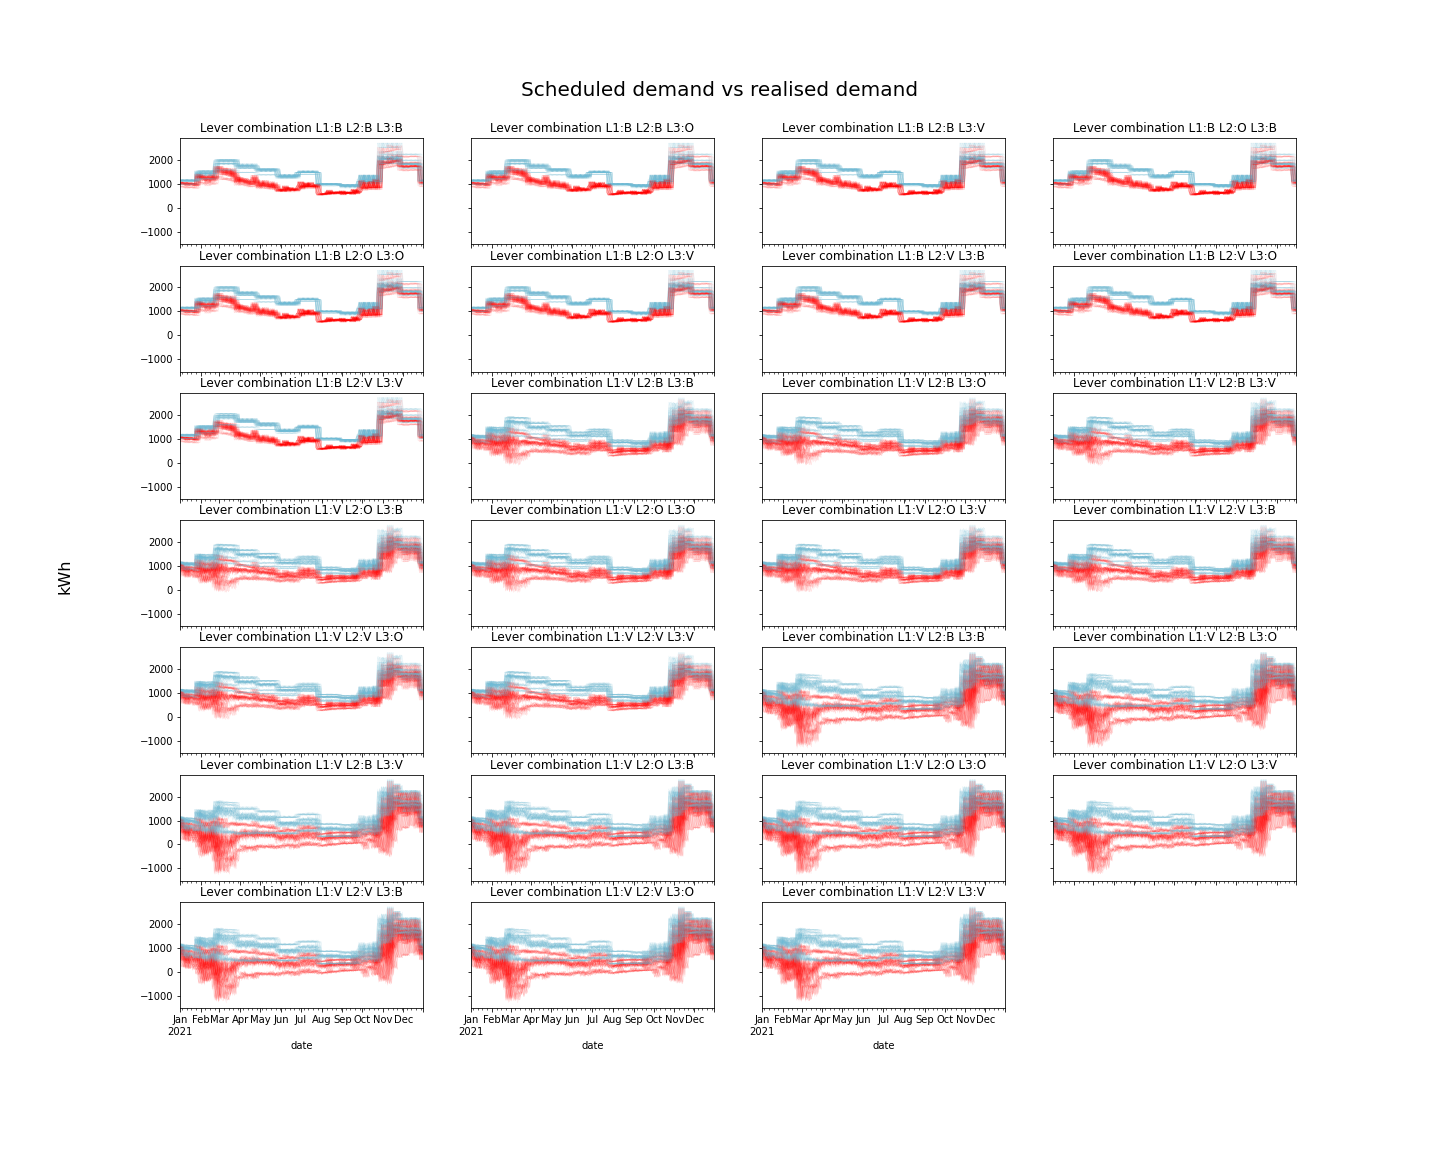 Scheduled demand vs realised demand
Lever combination L1:B L2:B L3:B
Lever combination L1:B L2:B L3:O
Lever combination L1:B L2:B L3:V
Lever combination L1:B L2:O L3:B
2000
1000
0
−1000
Lever combination L1:B L2:O L3:O
Lever combination L1:B L2:O L3:V
Lever combination L1:B L2:V L3:B
Lever combination L1:B L2:V L3:O
2000
1000
0
−1000
Lever combination L1:B L2:V L3:V
Lever combination L1:V L2:B L3:B
Lever combination L1:V L2:B L3:O
Lever combination L1:V L2:B L3:V
2000
1000
0
−1000
Lever combination L1:V L2:O L3:B
Lever combination L1:V L2:O L3:O
Lever combination L1:V L2:O L3:V
Lever combination L1:V L2:V L3:B
2000
1000
0
−1000
kWh
Lever combination L1:V L2:V L3:O
Lever combination L1:V L2:V L3:V
Lever combination L1:V L2:B L3:B
Lever combination L1:V L2:B L3:O
2000
1000
0
−1000
Lever combination L1:V L2:B L3:V
Lever combination L1:V L2:O L3:B
Lever combination L1:V L2:O L3:O
Lever combination L1:V L2:O L3:V
2000
1000
0
−1000
Lever combination L1:V L2:V L3:B
Lever combination L1:V L2:V L3:O
Lever combination L1:V L2:V L3:V
2000
1000
0
−1000
Jan Feb Mar Apr May Jun Jul Aug Sep Oct Nov Dec
2021
date
Jan Feb Mar Apr May Jun Jul Aug Sep Oct Nov Dec
2021
date
Jan Feb Mar Apr May Jun Jul Aug Sep Oct Nov Dec
2021
date